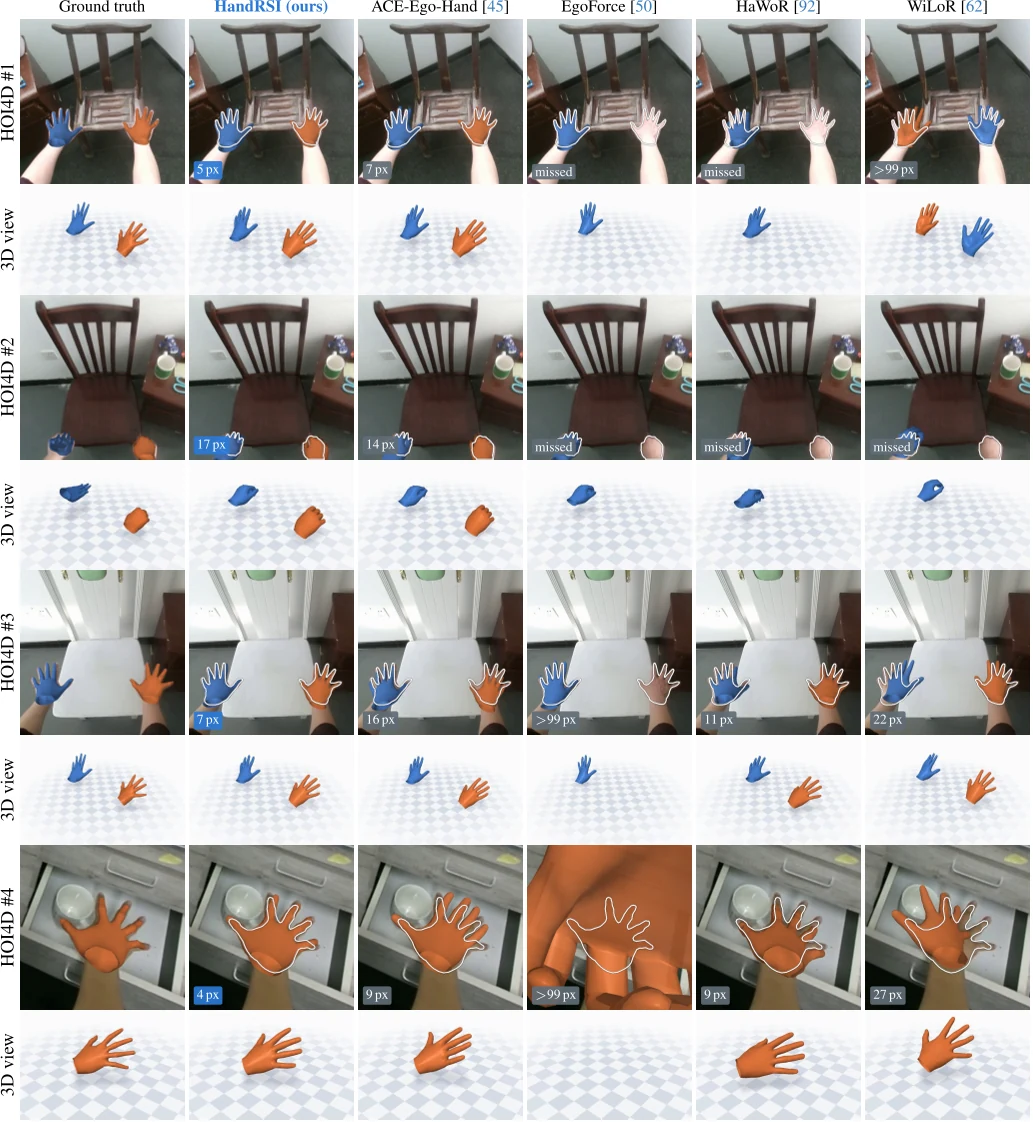 Ground truth HandRSI (ours) ACE-Ego-Hand [45] EgoForce [50] HaWoR [92] WiLoR [62]
HOI4D #1
5 px 7 px missed missed >99 px
3D view
HOI4D #2
17 px 14 px missed missed missed
3D view
HOI4D #3
7 px 16 px >99 px 11 px 22 px
3D view
HOI4D #4
4 px 9 px >99 px 9 px 27 px
3D view